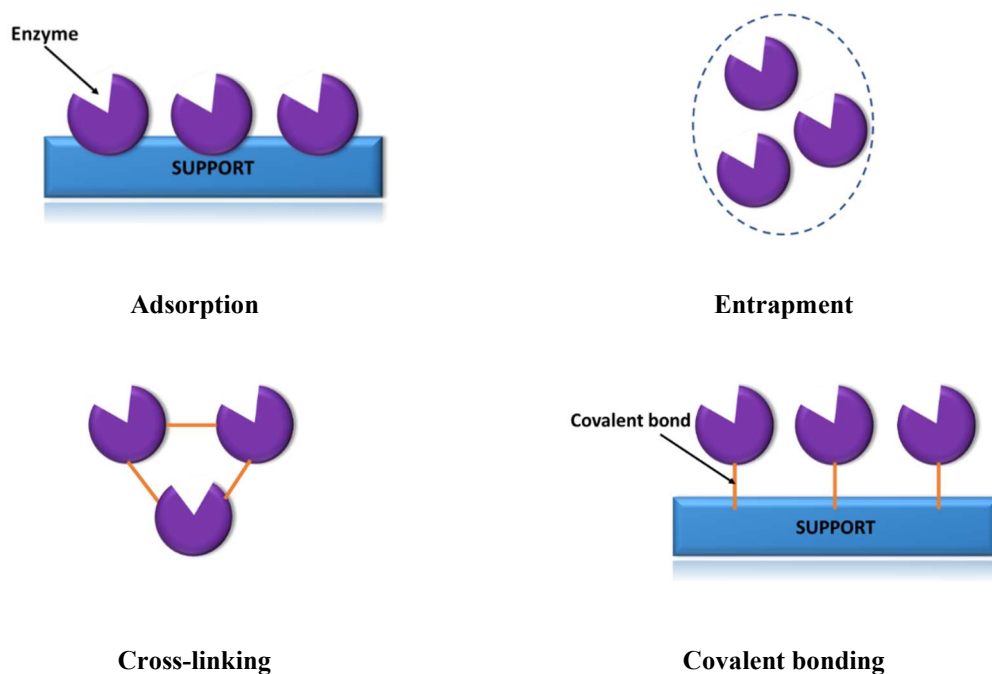 Enzyme
SUPPORT
Adsorption
Entrapment
Covalent bond
SUPPORT
Cross-linking
Covalent bonding